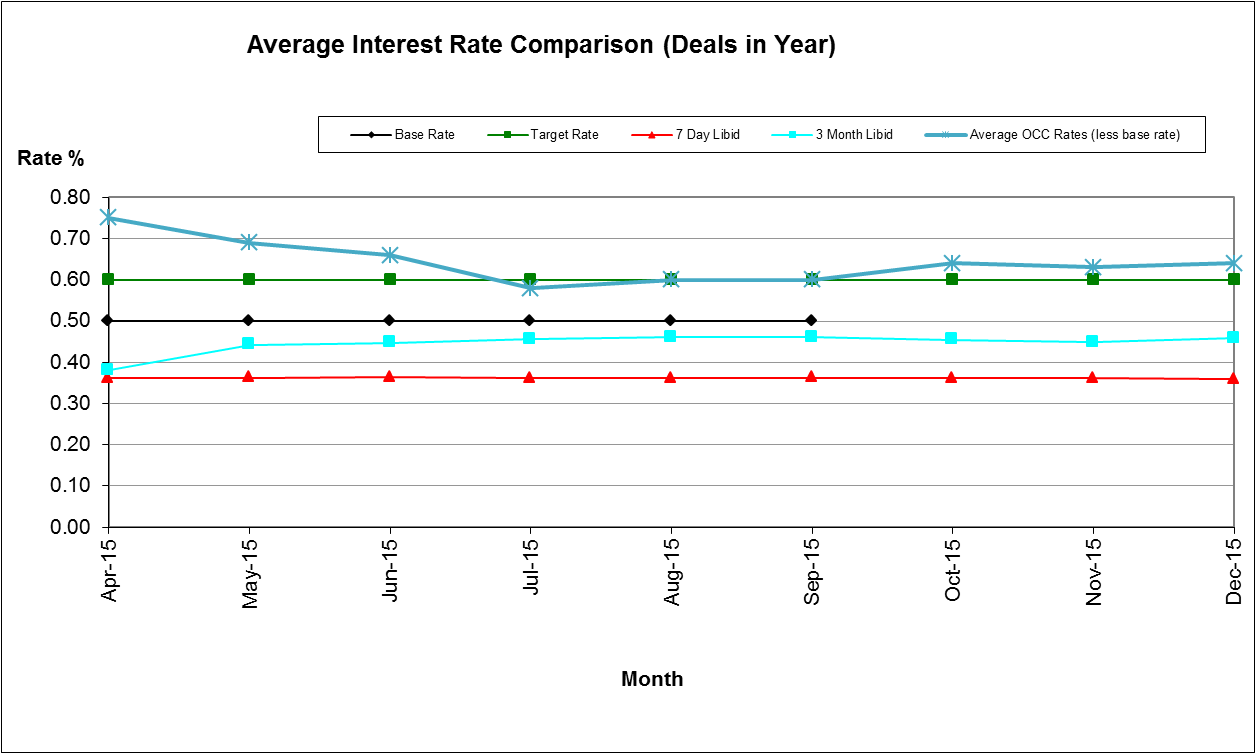 Average Interest Rate Comparison (Deals in Year)
Base Rate Target Rate 7 Day Libid 3 Month Libid Average OCC Rates (less base rate)
Rate %
0.80
0.70
0.60
0.50
0.40
0.30
0.20
0.10
0.00
Apr-15 May-15 Jun-15 Jul-15 Aug-15 Sep-15 Oct-15 Nov-15 Dec-15
Month